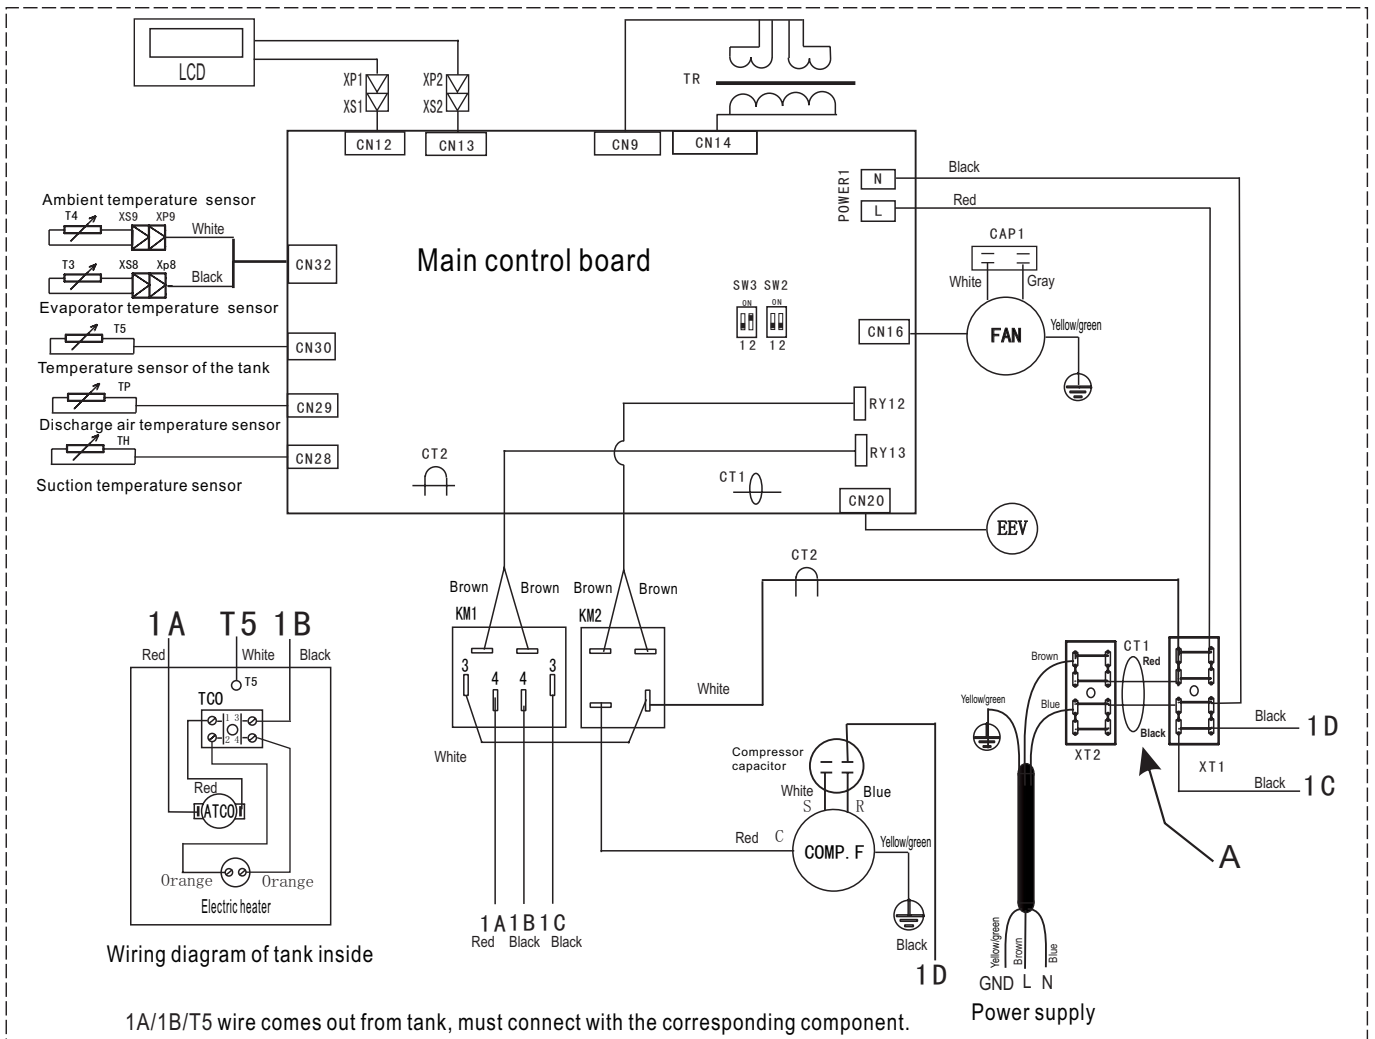 LCD
XP1
XS1
XP2
XS2
TR
CN12
CN13
CN9
CN14
Ambient temperature sensor
T4 XS9 XP9
White
T3 XS8 Xp8
Black
Evaporator temperature sensor
CN32
T5
CN30
Temperature sensor of the tank
TP
CN29
Discharge air temperature sensor
TH
CN28
Suction temperature sensor
Main control board
POWER1
N
L
Black
Red
SW3 SW2
ON ON
1 2 1 2
CAP1
White Gray
CN16
FAN
Yellow/green
RY12
RY13
CT2
CT1
CN20
EEV
CT2
Brown Brown
KM1
Brown Brown
KM2
3 4 4 3
White
White
1A T5 1B
Red White Black
T5
TCO
1 3
2 4
Red
ATCO
Orange Orange
Electric heater
Wiring diagram of tank inside
1A 1B 1C
Red Black Black
Compressor
capacitor
White Blue
S R
Red C
COMP. F
Yellow/green
Black
1D
Brown
Blue
Yellow/green
CT1
Red
Black
XT2
XT1
Black 1D
Black 1C
A
Yellow/green
Brown
Blue
GND L N
Power supply
1A/1B/T5 wire comes out from tank, must connect with the corresponding component.